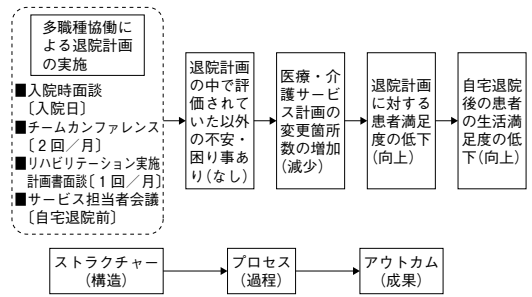 多職種協働に
よる退院計画
の実施
■入院時面談
〔入院日〕
■チームカンファレンス
〔２回／月〕
■リハビリテーション実施
計画書面談〔１回／月〕
■サービス担当者会議
〔自宅退院前〕
退院計画
の中で評
価されて
いた以外
の不安・
困り事あ
り(なし)
医療・介
護サービ
ス計画の
変更箇所
数の増加
(減少)
退院計画
に対する
患者満足
度の低下
(向上)
自宅退院
後の患者
の生活満
足度の低
下(向上)
ストラクチャー
(構造)
プロセス
(過程)
アウトカム
(成果)